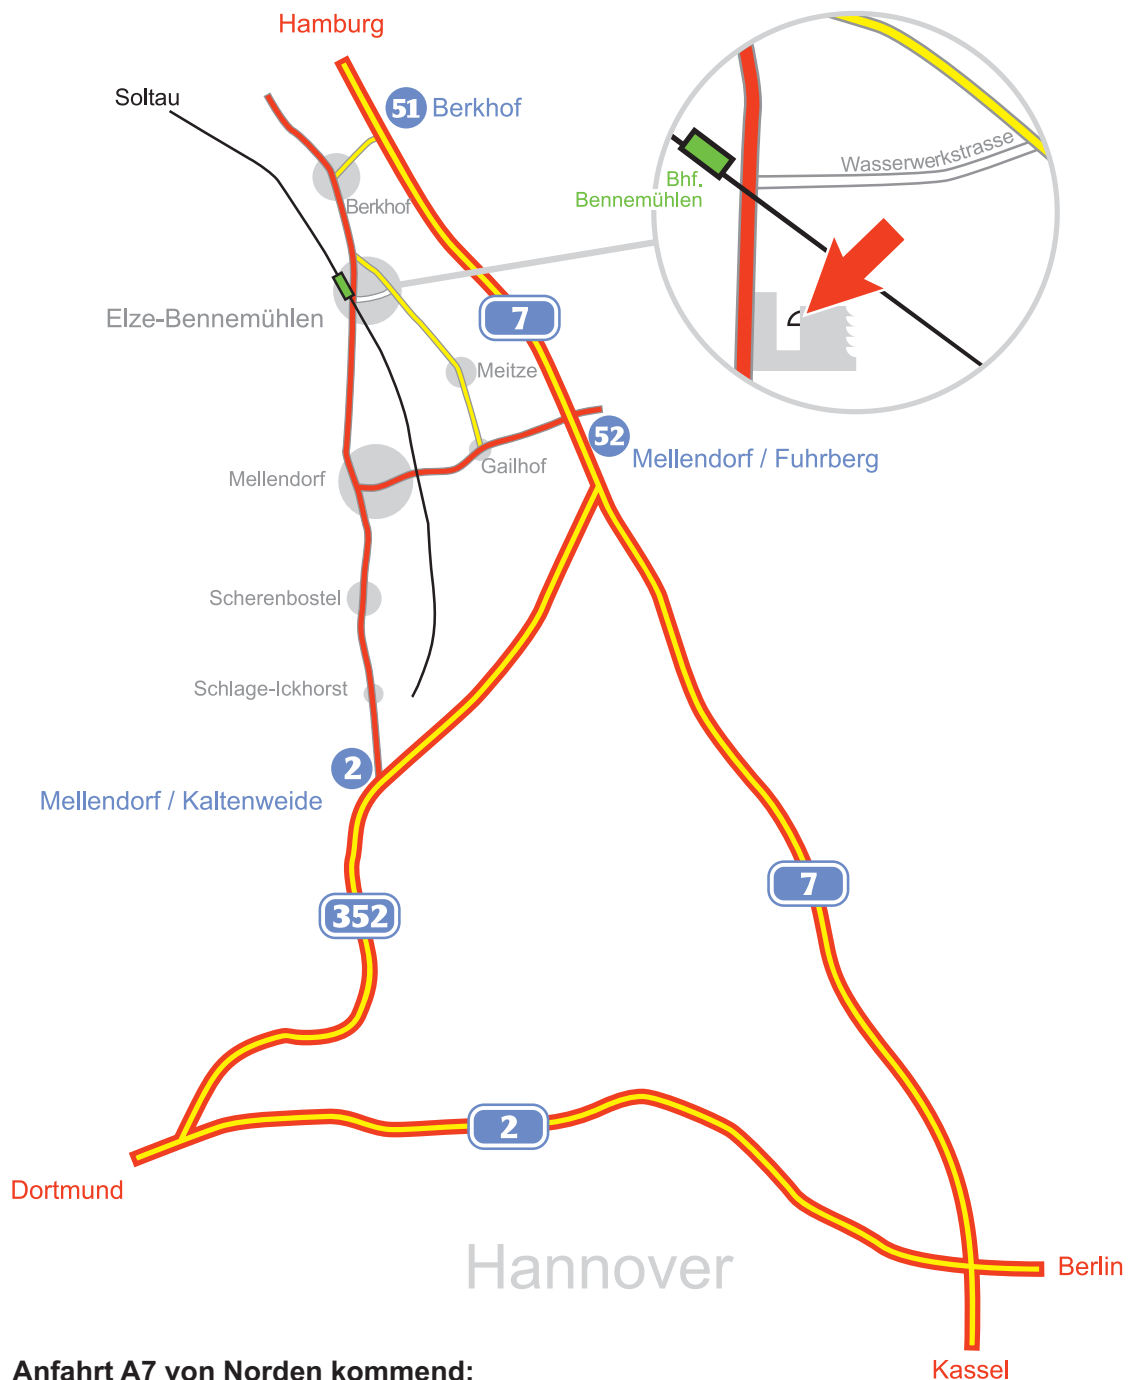 Hamburg
Soltau
51 Berkhof
Wasserwerkstrasse
Bhf.
Bennemühlen
Berkhof
Elze-Bennemühlen
7
Meitze
52
Mellendorf / Fuhrberg
Gailhof
Mellendorf
Scherenbostel
Schlage-Ickhorst
2
Mellendorf / Kaltenweide
7
352
2
Dortmund
Hannover
Berlin
Anfahrt A7 von Norden kommend:
Kassel